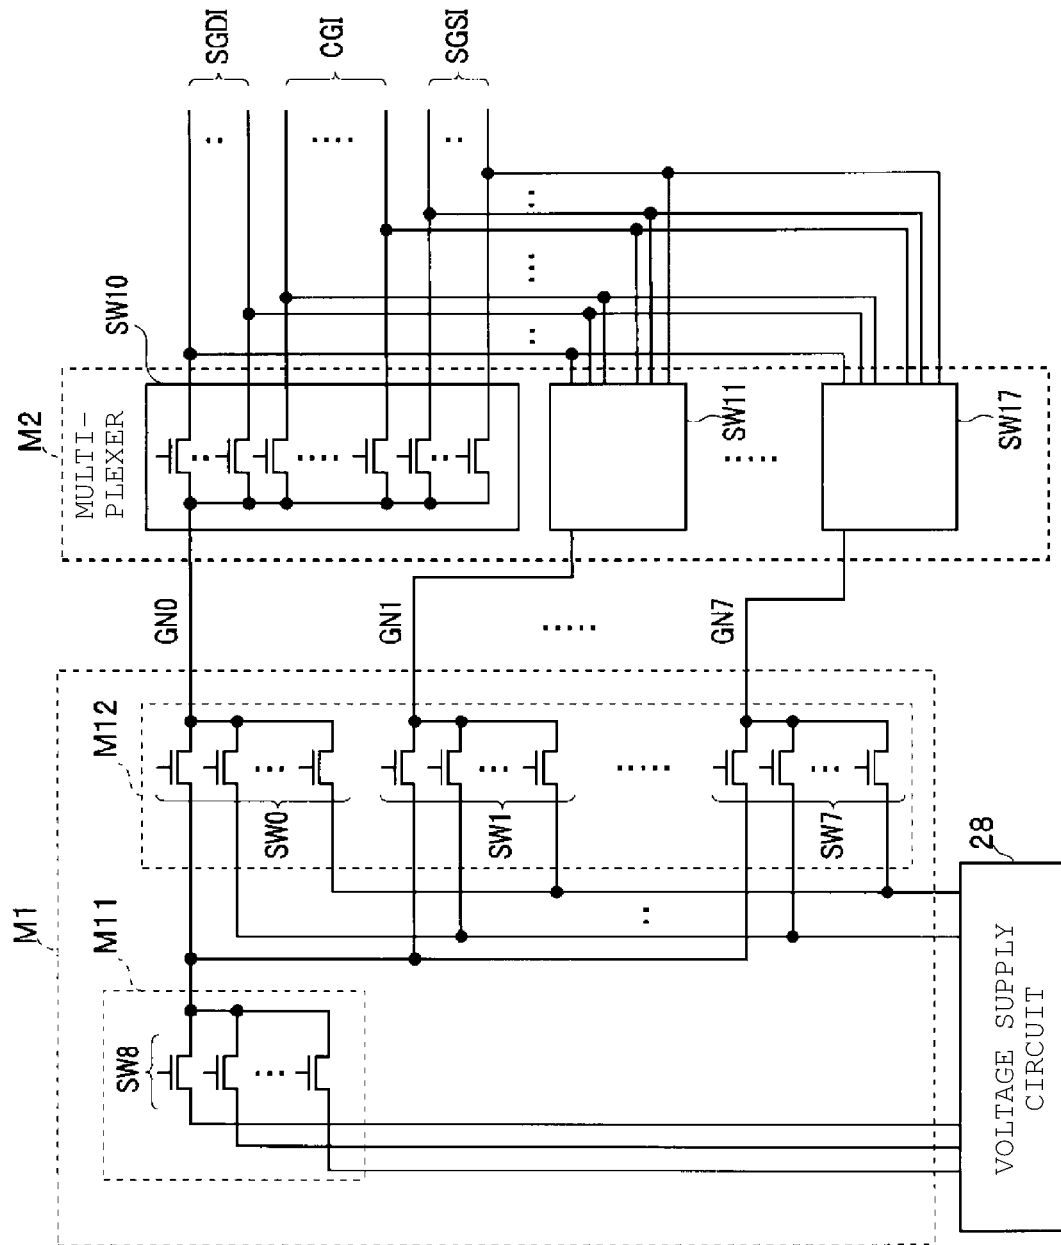 SGDI
CGI
SGSI
SW10
M2
MULTI-
PLEXER
SW11
SW17
GN0
GN1
GN7
M12
SW0
SW1
SW7
M1
M11
SW8
28
VOLTAGE SUPPLY
CIRCUIT